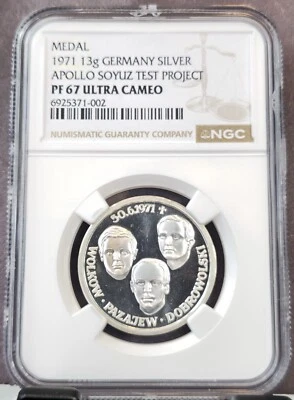 MEDAL
1971 13g GERMANY SILVER
APOLLO SOYUZ TEST PROJECT
PF 67 ULTRA CAMEO
6925371-002
NUMISMATIC GUARANTY COMPANY NGC
30.6.1971 †
WOLKOW · PAZAJEW · DOBROWOLSKI